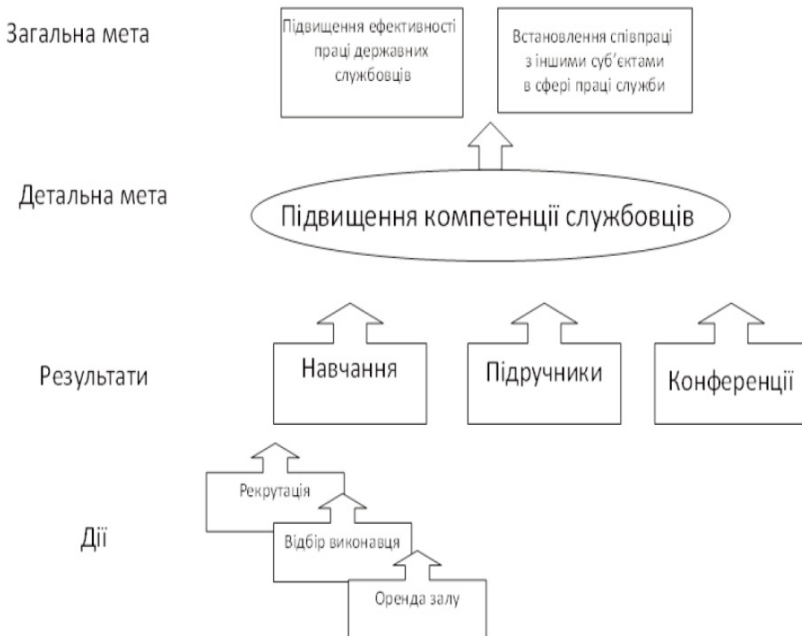 Загальна мета
Підвищення ефективності
праці державних
службовців
Встановлення співпраці
з іншими суб’єктами
в сфері праці служби
Детальна мета
Підвищення компетенції службовців
Результати
Навчання
Підручники
Конференції
Дії
Рекрутація
Відбір виконавця
Оренда залу